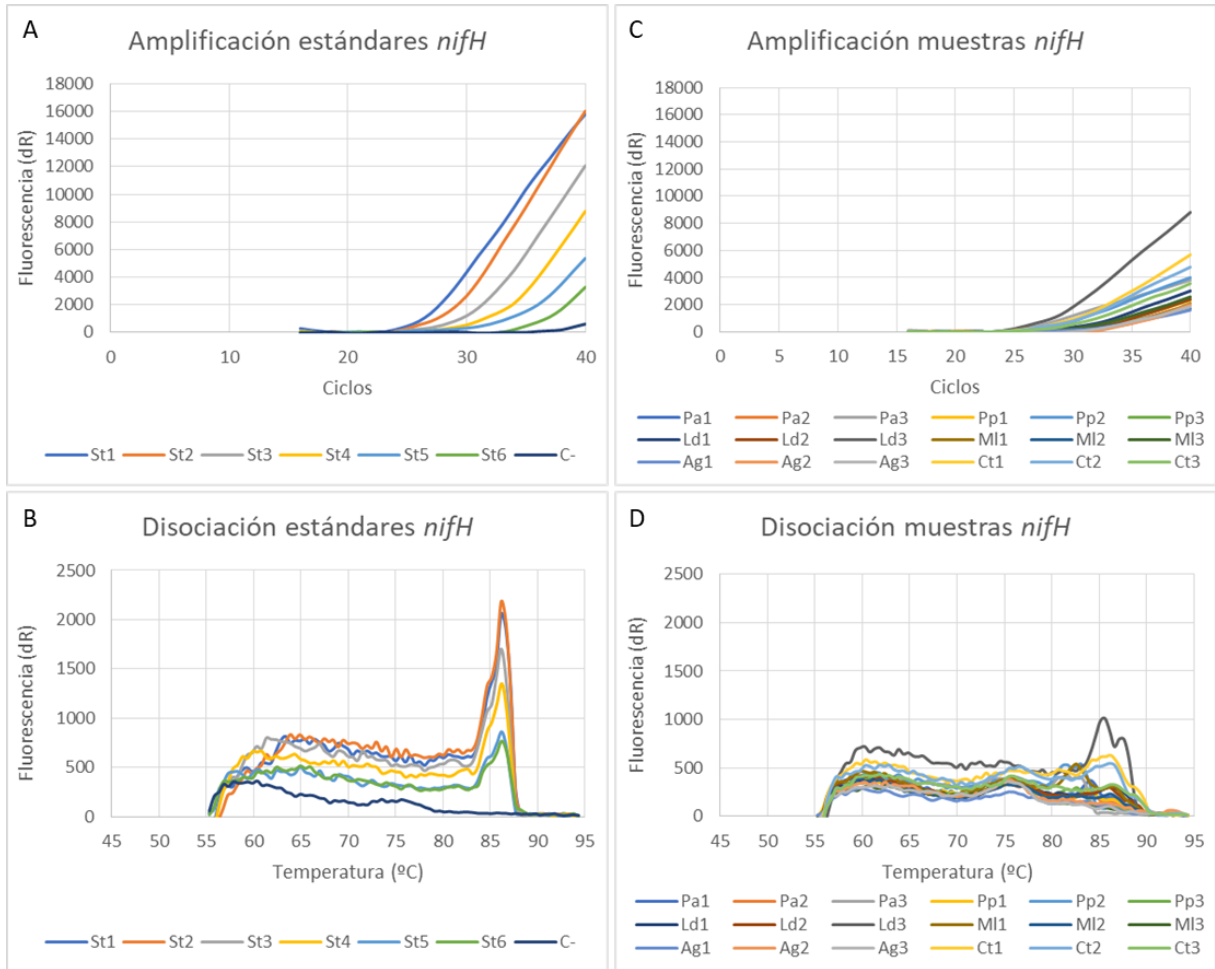 A
Amplificación estándares nifH
Fluorescencia (dR)
18000
16000
14000
12000
10000
8000
6000
4000
2000
0
0 10 20 30 40
Ciclos
St1 St2 St3 St4 St5 St6 C-
C
Amplificación muestras nifH
Fluorescencia (dR)
18000
16000
14000
12000
10000
8000
6000
4000
2000
0
0 5 10 15 20 25 30 35 40
Ciclos
Pa1 Pa2 Pa3 Pp1 Pp2 Pp3
Ld1 Ld2 Ld3 Ml1 Ml2 Ml3
Ag1 Ag2 Ag3 Ct1 Ct2 Ct3
B
Disociación estándares nifH
Fluorescencia (dR)
2500
2000
1500
1000
500
0
45 50 55 60 65 70 75 80 85 90 95
Temperatura (ºC)
St1 St2 St3 St4 St5 St6 C-
D
Disociación muestras nifH
Fluorescencia (dR)
2500
2000
1500
1000
500
0
45 50 55 60 65 70 75 80 85 90 95
Temperatura (ºC)
Pa1 Pa2 Pa3 Pp1 Pp2 Pp3
Ld1 Ld2 Ld3 Ml1 Ml2 Ml3
Ag1 Ag2 Ag3 Ct1 Ct2 Ct3